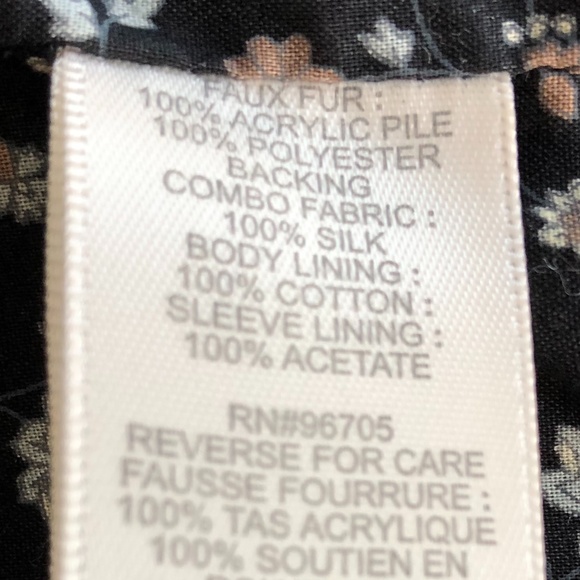 FAUX FUR :
100% ACRYLIC PILE
100% POLYESTER
BACKING
COMBO FABRIC :
100% SILK
BODY LINING :
100% COTTON :
SLEEVE LINING :
100% ACETATE
RN#96705
REVERSE FOR CARE
FAUSSE FOURRURE :
100% TAS ACRYLIQUE
100% SOUTIEN EN